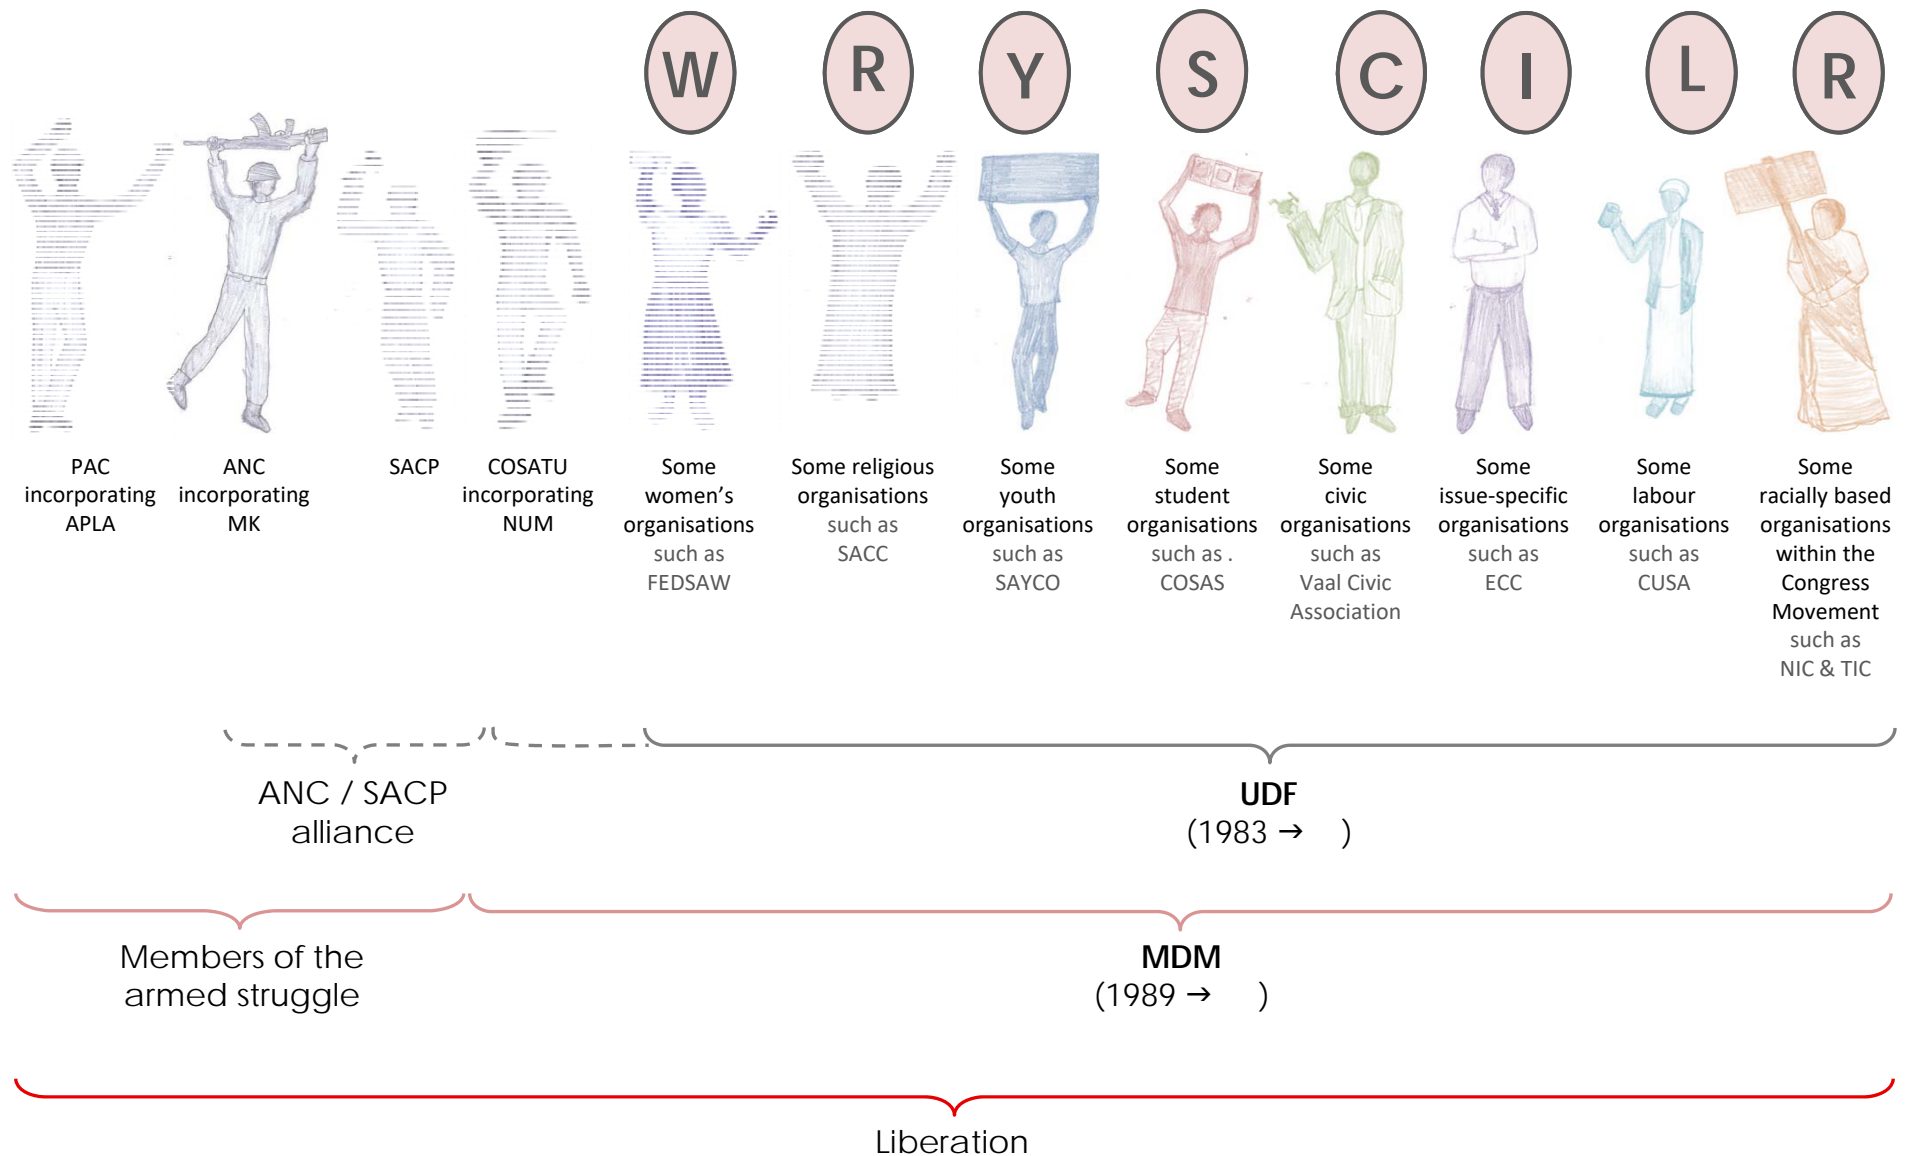 W
R
Y
S
C
I
L
R
PAC
incorporating
APLA
ANC
incorporating
MK
SACP
COSATU
incorporating
NUM
Some
women’s
organisations
such as
FEDSAW
Some religious
organisations
such as
SACC
Some
youth
organisations
such as
SAYCO
Some
student
organisations
such as .
COSAS
Some
civic
organisations
such as
Vaal Civic
Association
Some
issue-specific
organisations
such as
ECC
Some
labour
organisations
such as
CUSA
Some
racially based
organisations
within the
Congress
Movement
such as
NIC & TIC
ANC / SACP
alliance
UDF
(1983 → )
Members of the
armed struggle
MDM
(1989 → )
Liberation